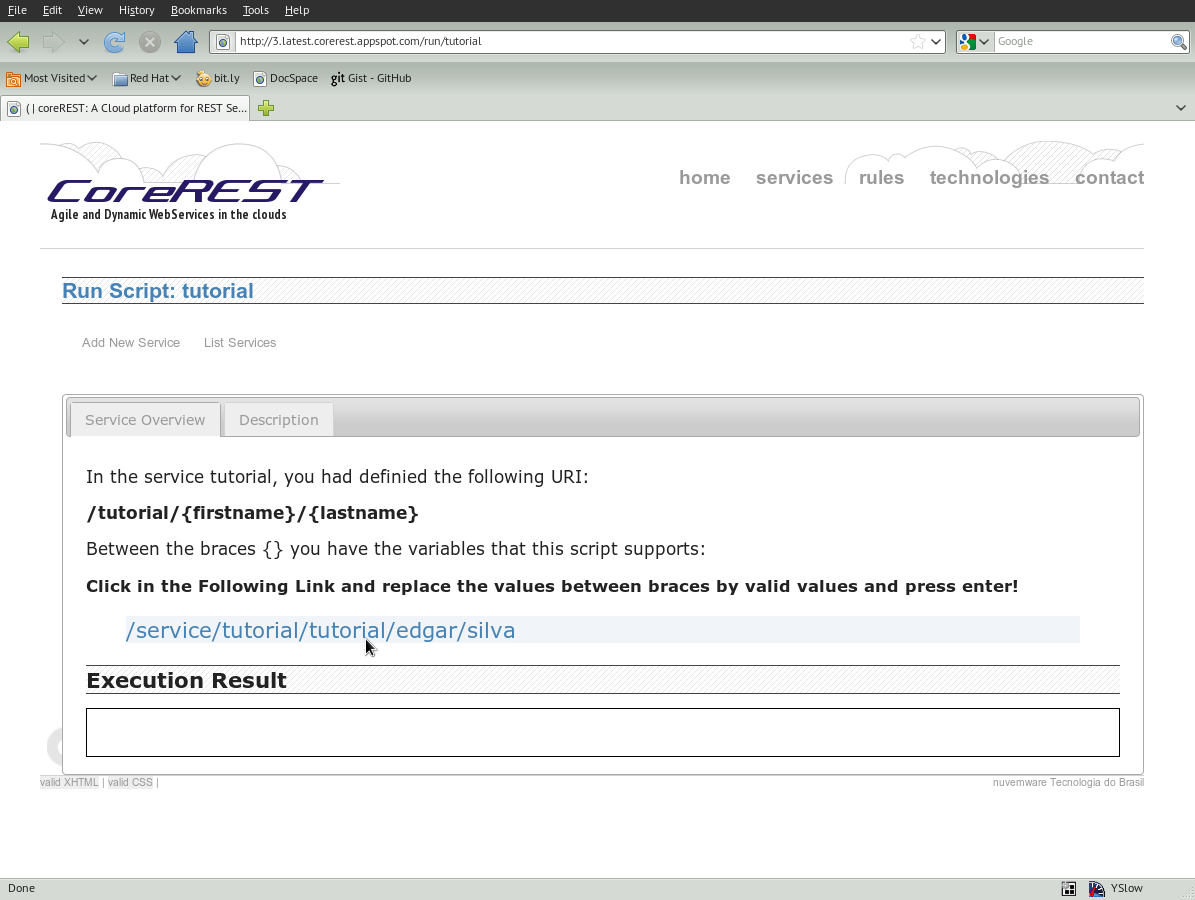 File Edit View History Bookmarks Tools Help
http://3.latest.corerest.appspot.com/run/tutorial
Google
Most Visited Red Hat bit.ly DocSpace git Gist - GitHub
( | coreREST: A Cloud platform for REST Se...
CoreREST
Agile and Dynamic WebServices in the clouds
home services rules technologies contact
Run Script: tutorial
Add New Service List Services
Service Overview Description
In the service tutorial, you had definied the following URI:
/tutorial/{firstname}/{lastname}
Between the braces {} you have the variables that this script supports:
Click in the Following Link and replace the values between braces by valid values and press enter!
/service/tutorial/tutorial/edgar/silva
Execution Result
valid XHTML | valid CSS |
nuvemware Tecnologia do Brasil
Done
YSlow